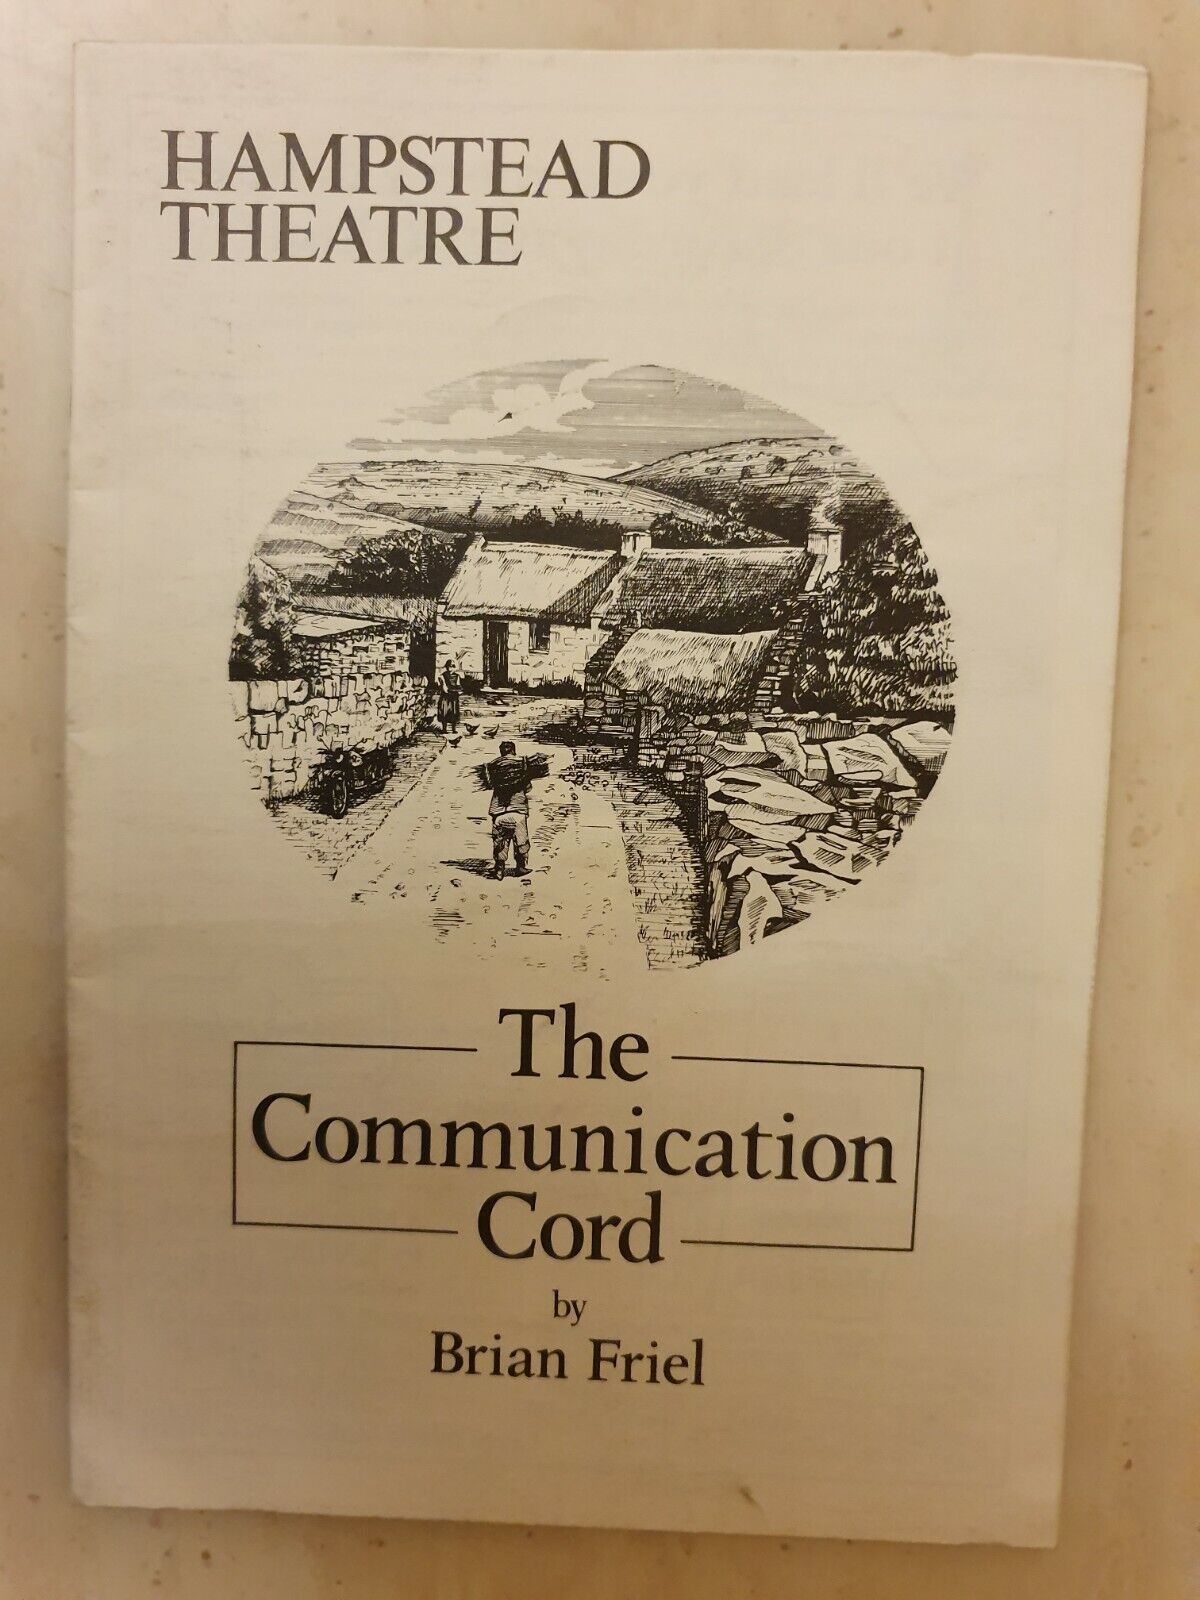 HAMPSTEAD
THEATRE
The
Communication
Cord
by
Brian Friel